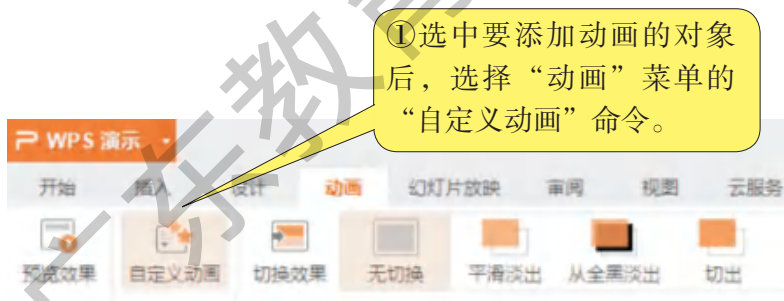 ①选中要添加动画的对象
后，选择“动画”菜单的
“自定义动画”命令。
WPS 演示
开始 插入 设计 动画 幻灯片放映 审阅 视图 云服务
预览效果 自定义动画 切换效果 无切换 平滑淡出 从全黑淡出 切出
广东教育